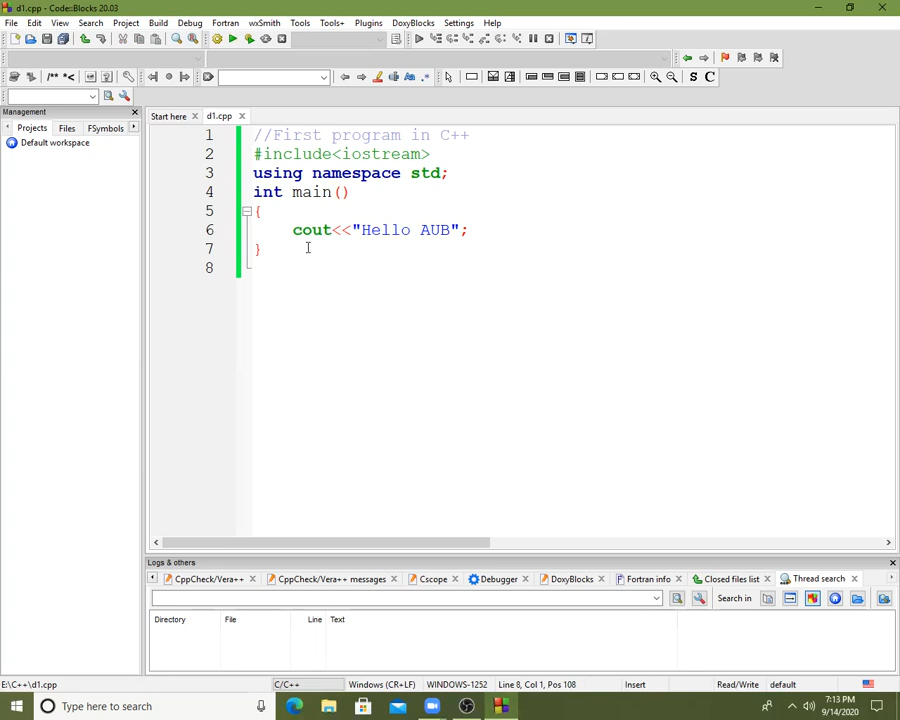 d1.cpp - Code::Blocks 20.03
File Edit View Search Project Build Debug Fortran wxSmith Tools Tools+ Plugins DoxyBlocks Settings Help
/** *<
.*
S C
Management
Projects Files FSymbols
Default workspace
Start here d1.cpp
1 //First program in C++
2 #include<iostream>
3 using namespace std;
4 int main()
5 {
6 cout<<"Hello AUB";
7 }
8
Logs & others
CppCheck/Vera++ CppCheck/Vera++ messages Cscope Debugger DoxyBlocks Fortran info Closed files list Thread search
Search in
Directory File Line Text
E:\C++\d1.cpp C/C++ Windows (CR+LF) WINDOWS-1252 Line 8, Col 1, Pos 108 Insert Read/Write default
Type here to search
7:13 PM
9/14/2020